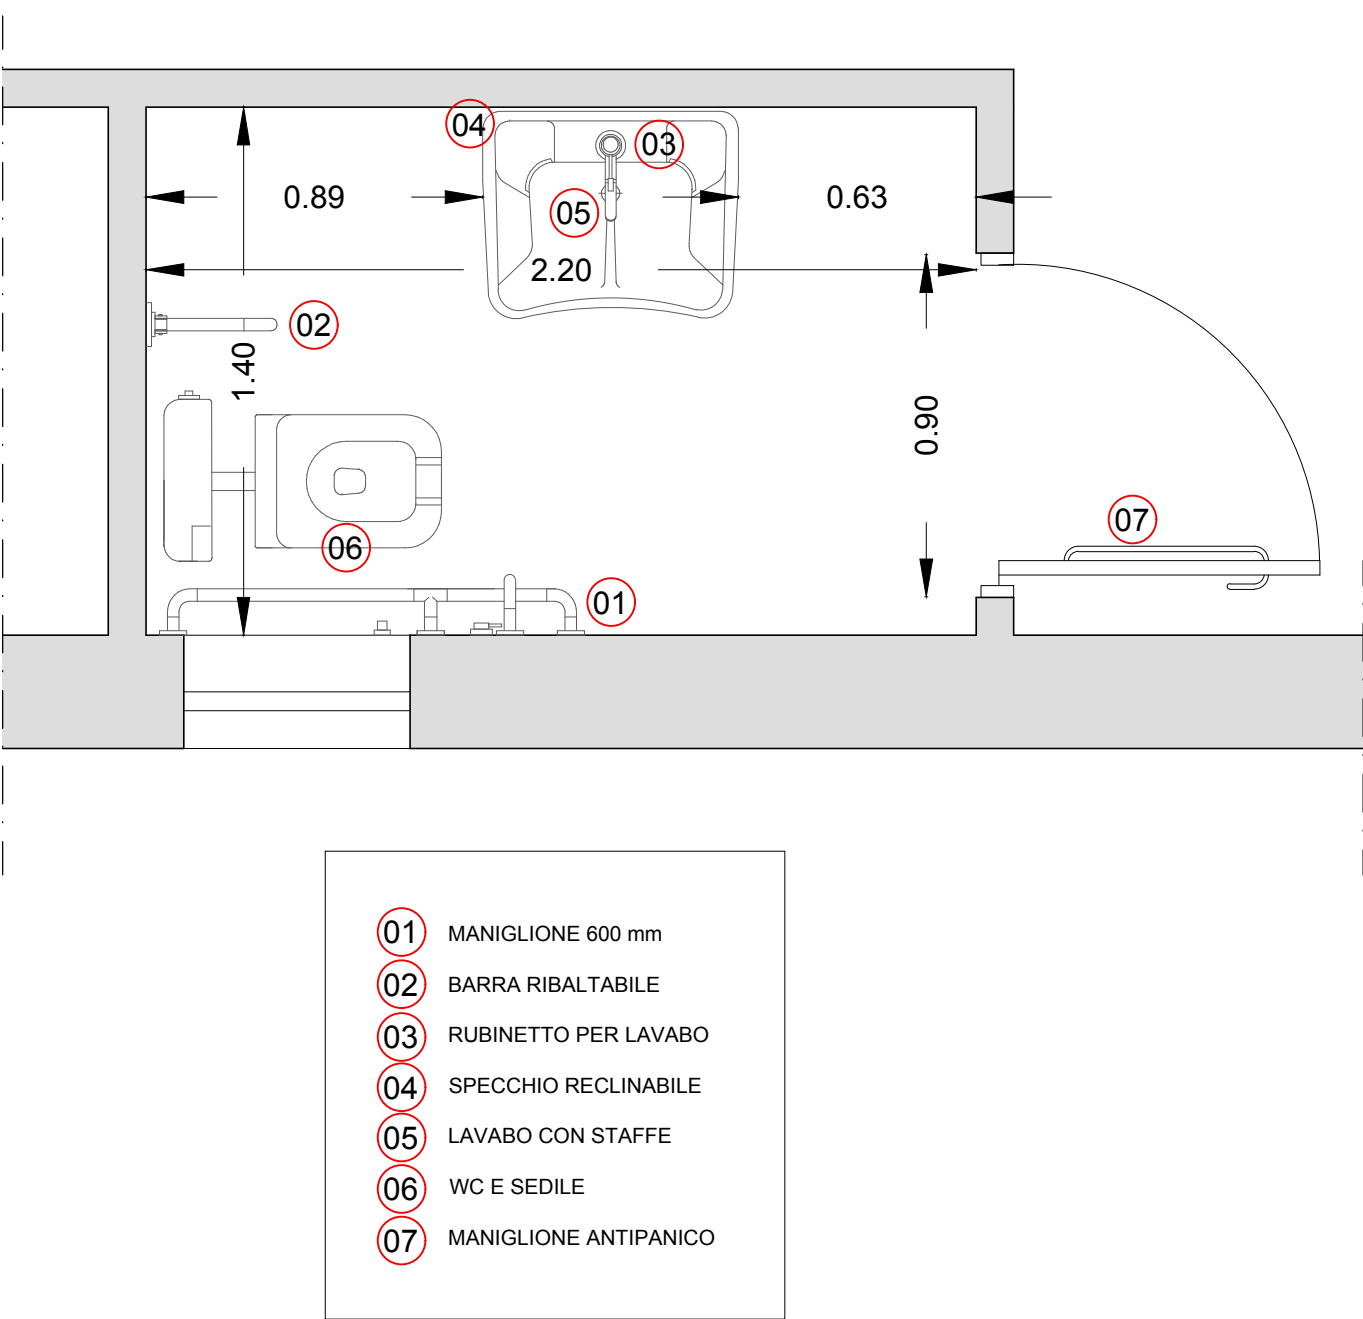 04
03
0.89
0.63
05
2.20
02
1.40
0.90
07
06
01
01 MANIGLIONE 600 mm
02 BARRA RIBALTABILE
03 RUBINETTO PER LAVABO
04 SPECCHIO RECLINABILE
05 LAVABO CON STAFFE
06 WC E SEDILE
07 MANIGLIONE ANTIPANICO